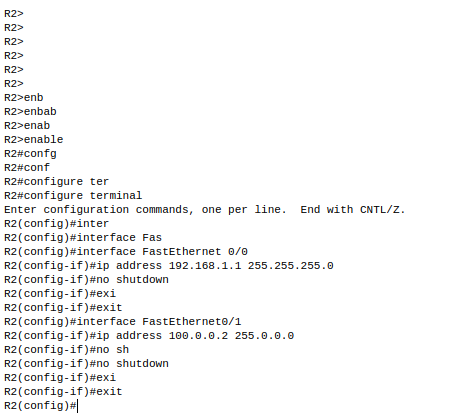 R2>
R2>
R2>
R2>
R2>
R2>
R2>enb
R2>enbab
R2>enab
R2>enable
R2#confg
R2#conf
R2#configure ter
R2#configure terminal
Enter configuration commands, one per line.  End with CNTL/Z.
R2(config)#inter
R2(config)#interface Fas
R2(config)#interface FastEthernet 0/0
R2(config-if)#ip address 192.168.1.1 255.255.255.0
R2(config-if)#no shutdown
R2(config-if)#exi
R2(config-if)#exit
R2(config)#interface FastEthernet0/1
R2(config-if)#ip address 100.0.0.2 255.0.0.0
R2(config-if)#no sh
R2(config-if)#no shutdown
R2(config-if)#exi
R2(config-if)#exit
R2(config)#